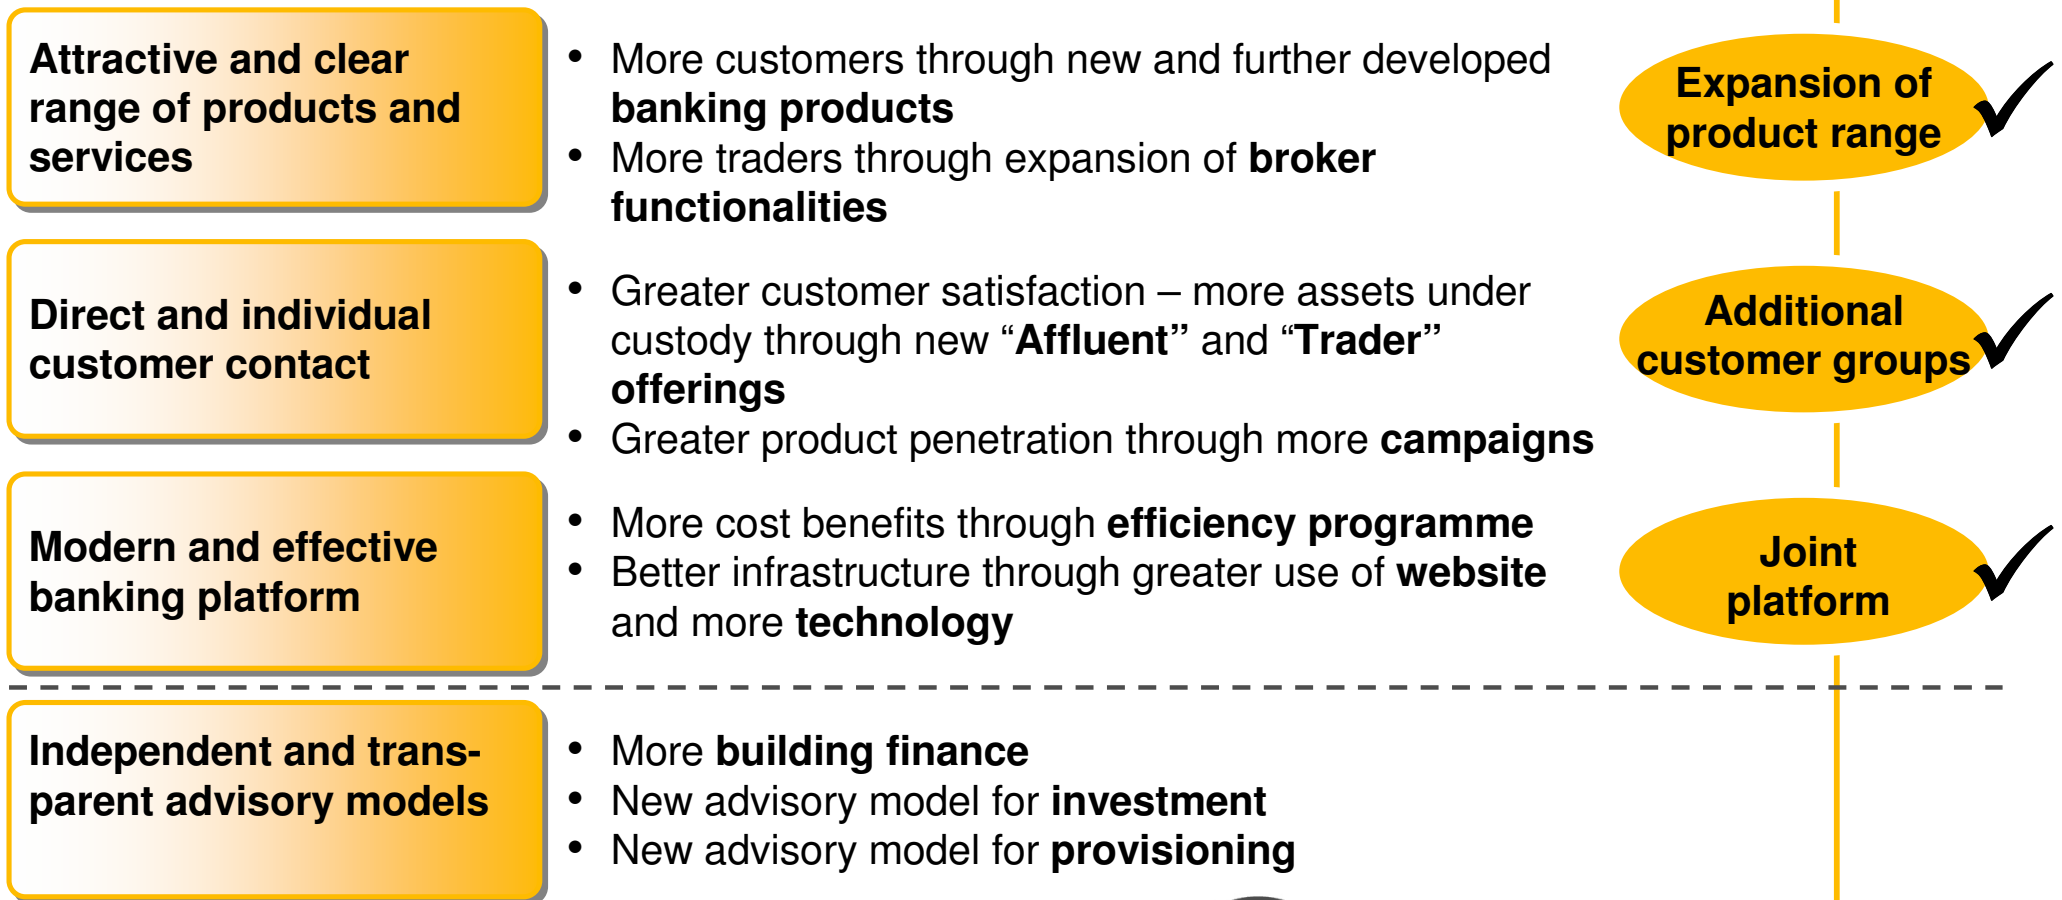 Attractive and clear
range of products and
services
• More customers through new and further developed
banking products
• More traders through expansion of broker
functionalities
Expansion of
product range
Direct and individual
customer contact
• Greater customer satisfaction – more assets under
custody through new “Affluent” and “Trader”
offerings
• Greater product penetration through more campaigns
Additional
customer groups
Modern and effective
banking platform
• More cost benefits through efficiency programme
• Better infrastructure through greater use of website
and more technology
Joint
platform
Independent and trans-
parent advisory models
• More building finance
• New advisory model for investment
• New advisory model for provisioning